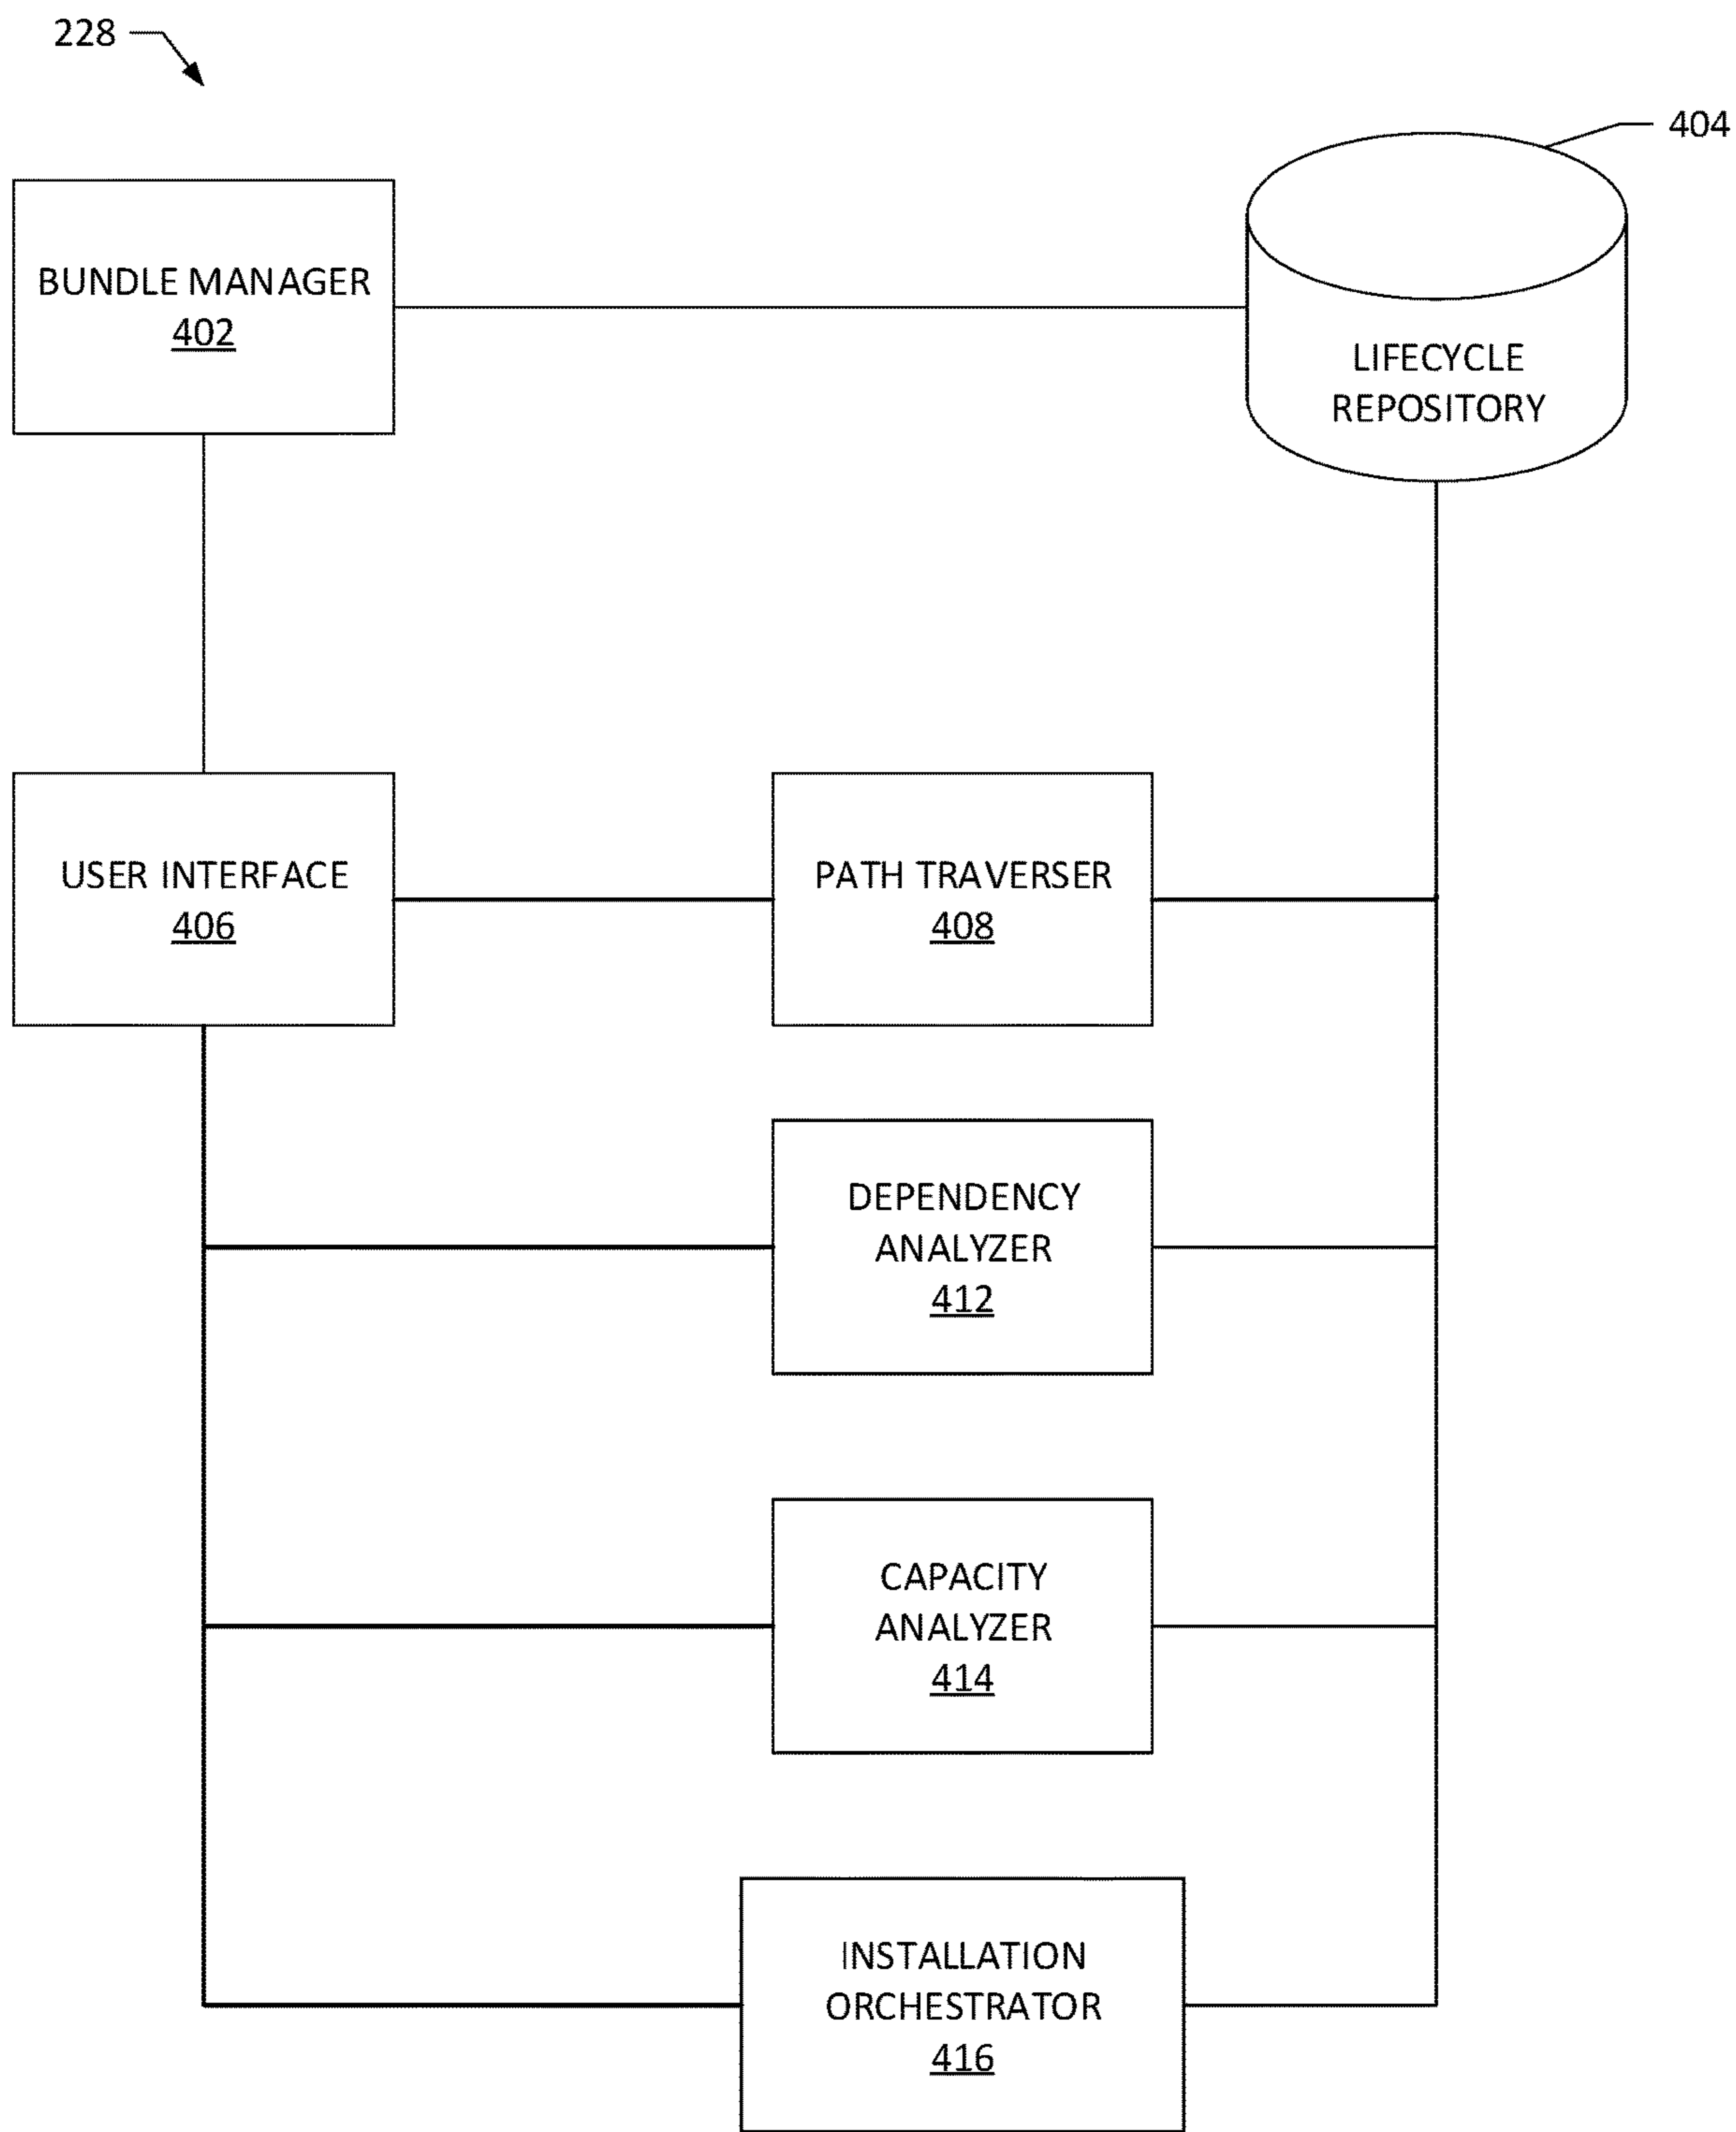 228
404
BUNDLE MANAGER
402
LIFECYCLE
REPOSITORY
USER INTERFACE
406
PATH TRAVERSER
408
DEPENDENCY
ANALYZER
412
CAPACITY
ANALYZER
414
INSTALLATION
ORCHESTRATOR
416